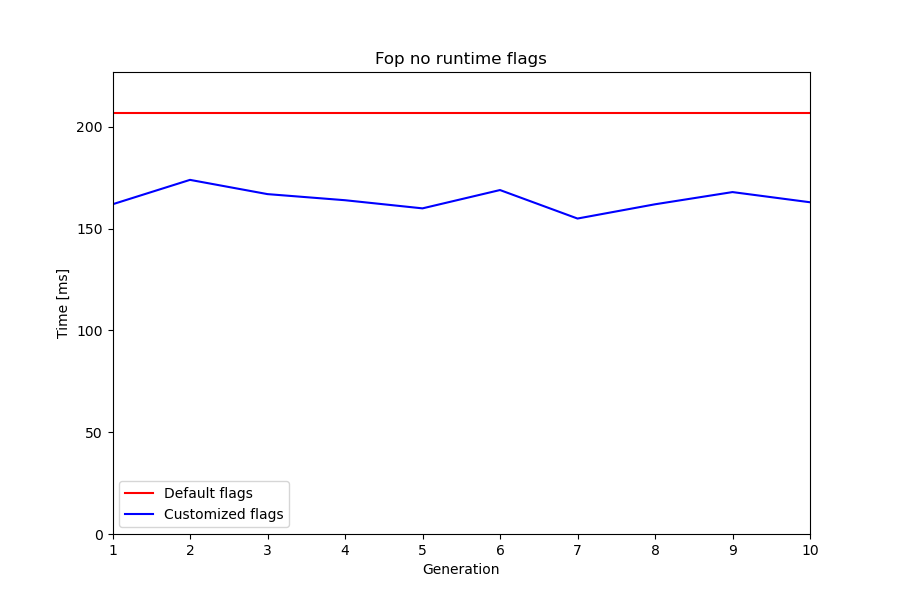 Fop no runtime flags
200
150
100
50
0
Time [ms]
Default flags
Customized flags
1 2 3 4 5 6 7 8 9 10
Generation